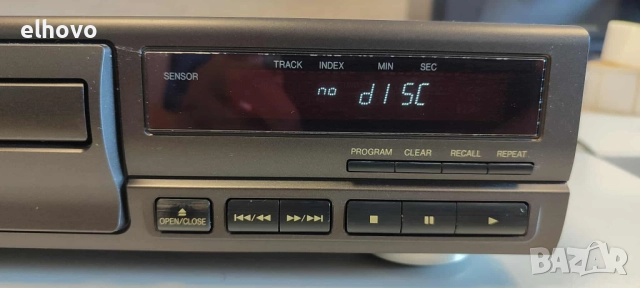 elhovo
TRACK INDEX MIN SEC
SENSOR
no dISC
PROGRAM CLEAR RECALL REPEAT
OPEN/CLOSE
BAZAR